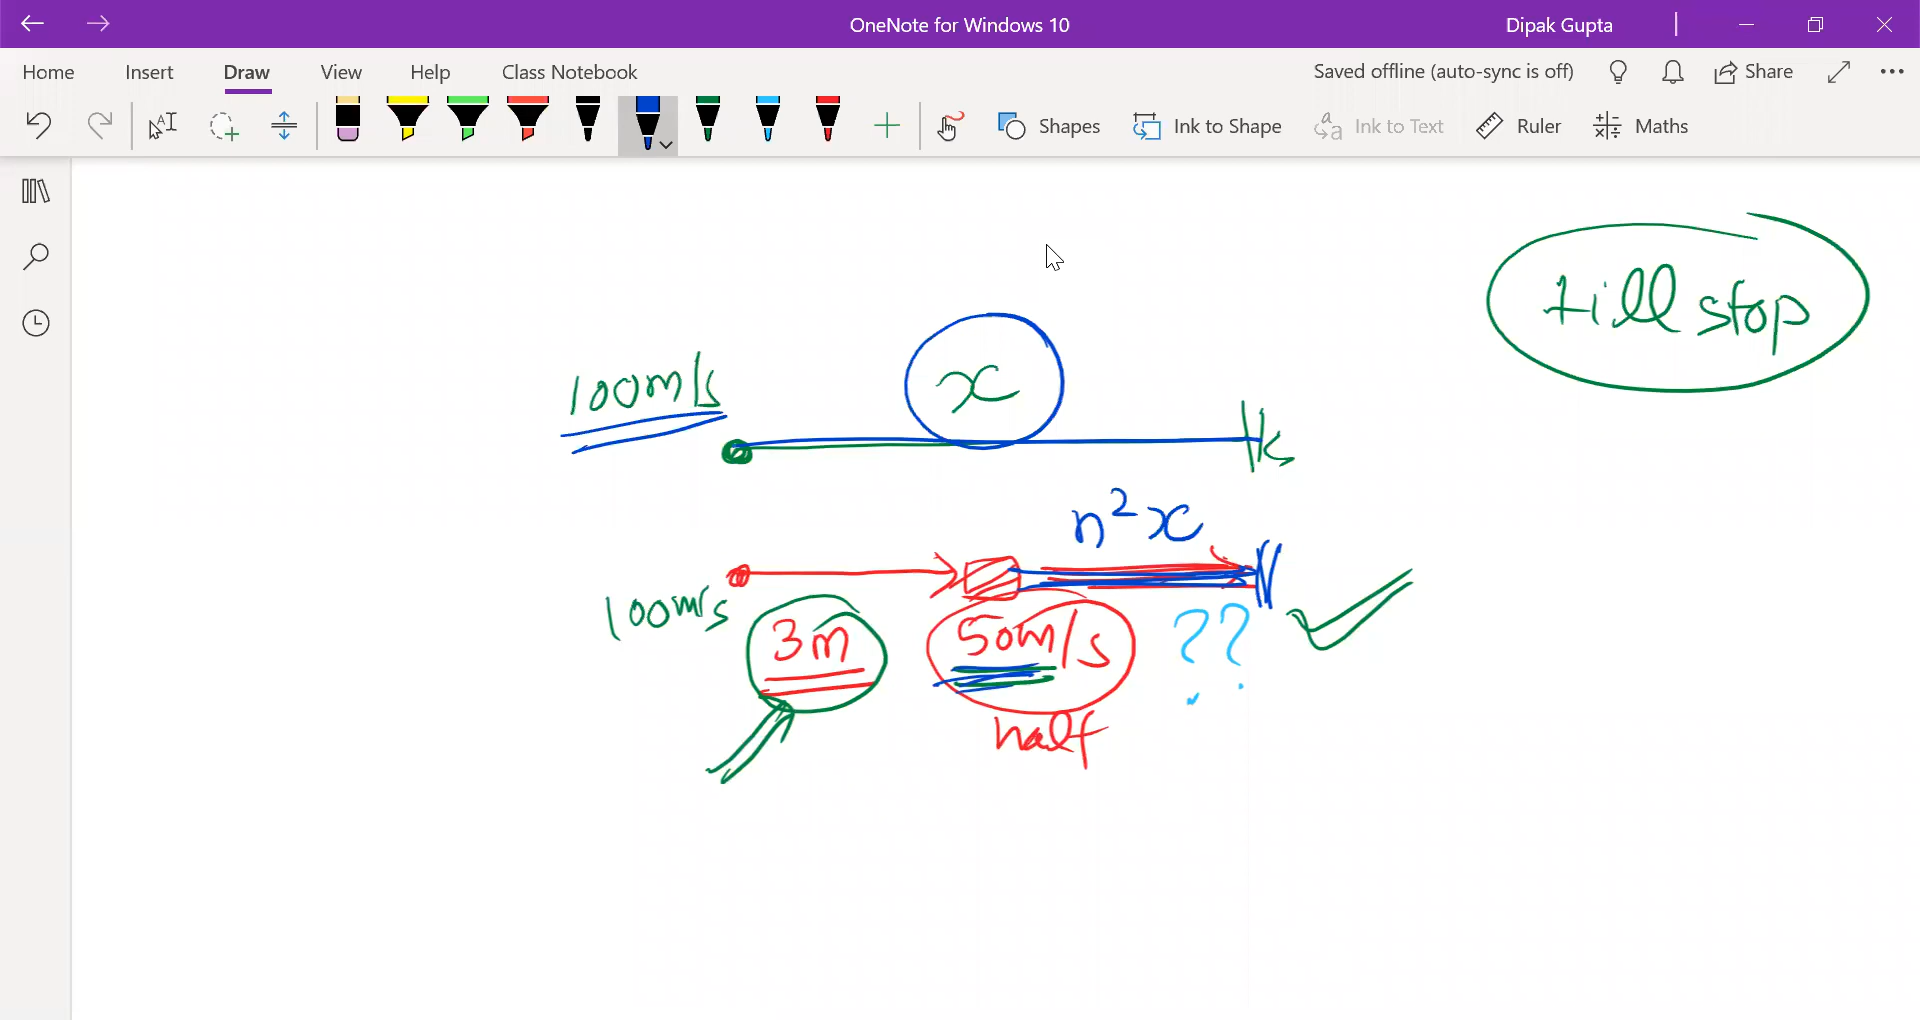 OneNote for Windows 10
Dipak Gupta
Home Insert Draw View Help Class Notebook
Saved offline (auto-sync is off) Share
Shapes Ink to Shape Ink to Text Ruler Maths
till stop
100m/s
x
n²x
100m/s
3m
50m/s
??
half